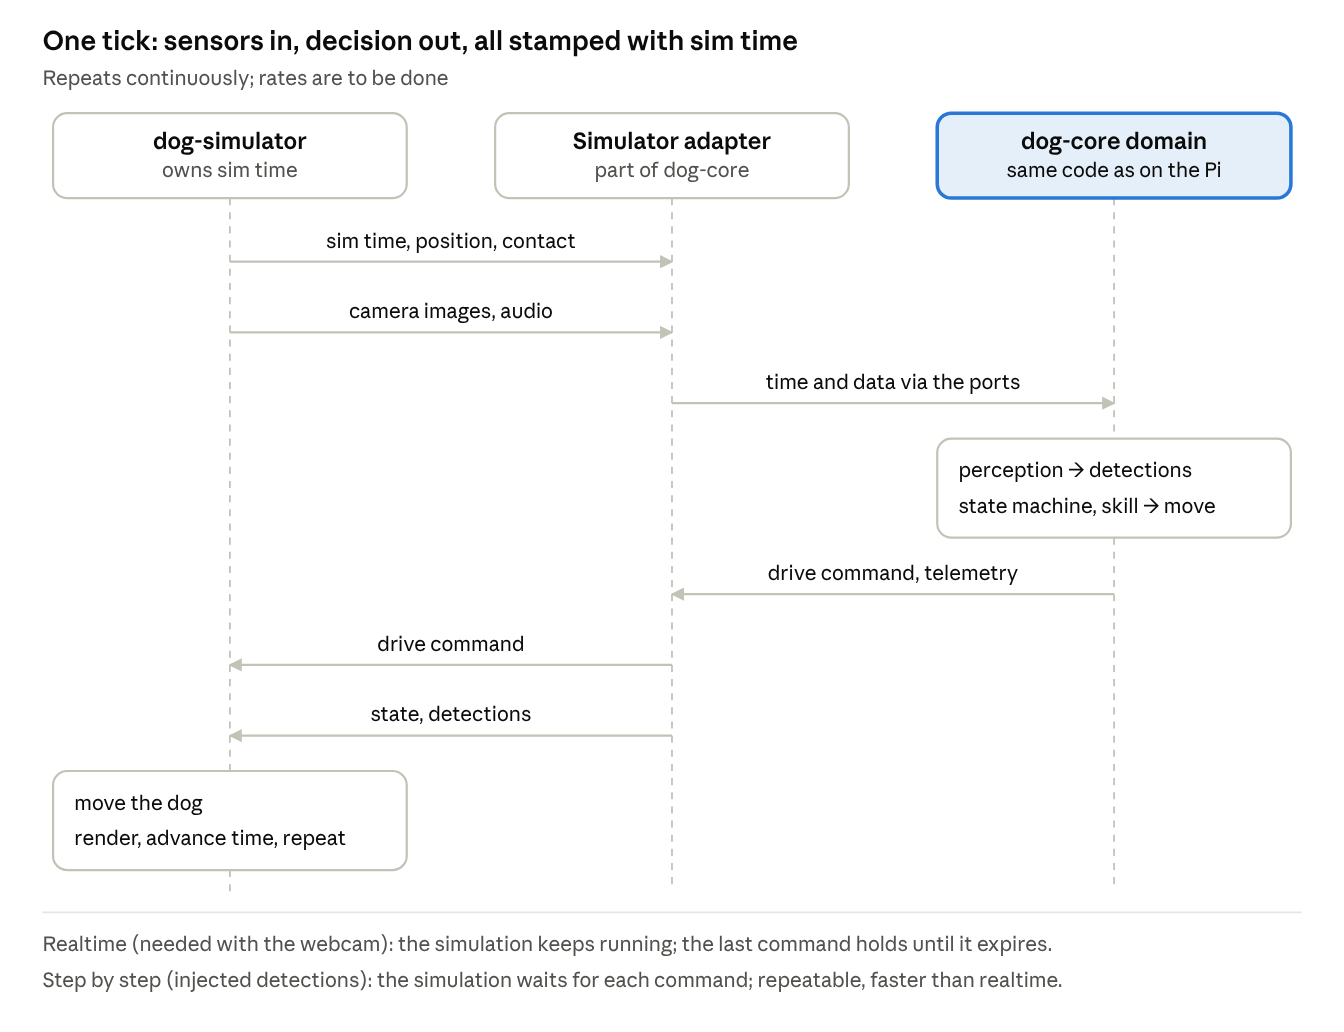 One tick: sensors in, decision out, all stamped with sim time
Repeats continuously; rates are to be done
dog-simulator
owns sim time
Simulator adapter
part of dog-core
dog-core domain
same code as on the Pi
sim time, position, contact
camera images, audio
time and data via the ports
perception → detections
state machine, skill → move
drive command, telemetry
drive command
state, detections
move the dog
render, advance time, repeat
Realtime (needed with the webcam): the simulation keeps running; the last command holds until it expires.
Step by step (injected detections): the simulation waits for each command; repeatable, faster than realtime.